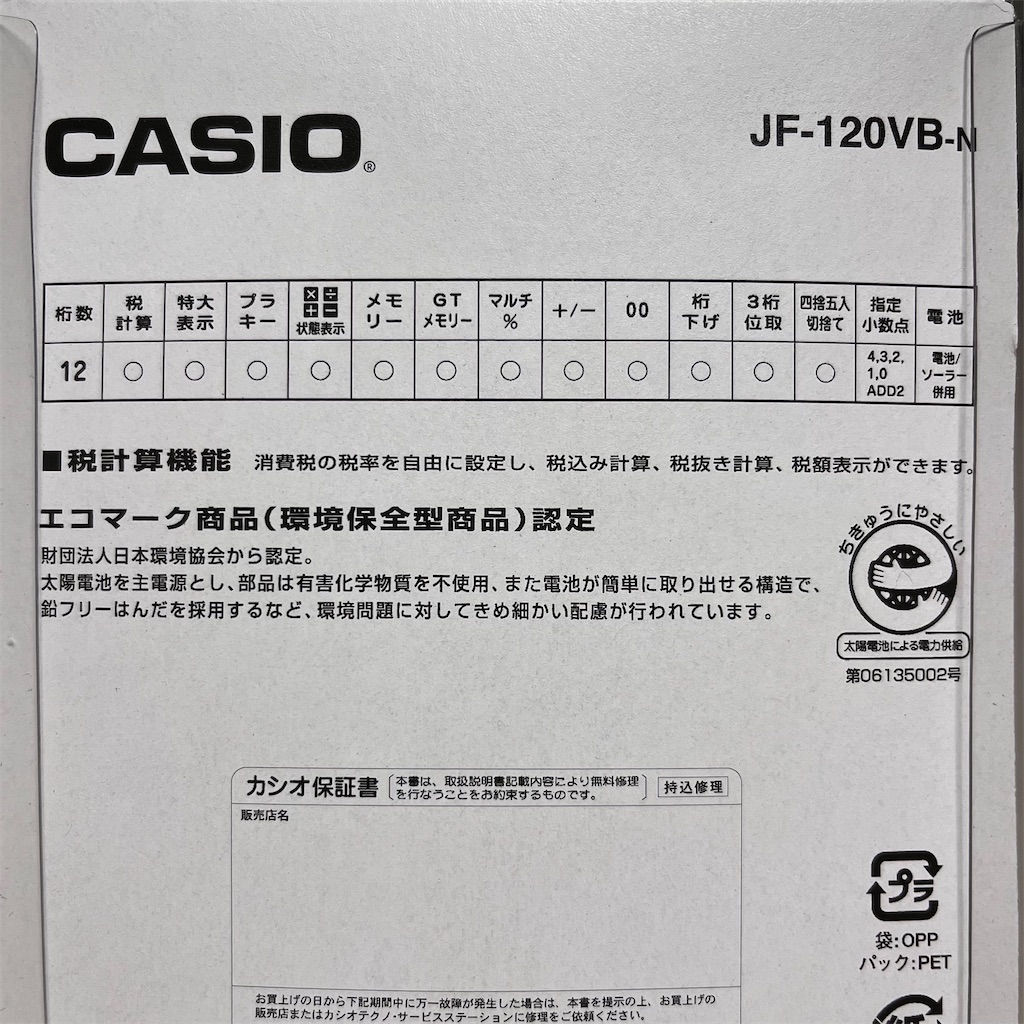 CASIO®
JF-120VB-N
桁数 税計算 特大表示 プラキー ×÷+−状態表示 メモリー GTメモリー マルチ% +/− 00 桁下げ 3桁位取 四捨五入切捨て 指定小数点 電池
12 ○ ○ ○ ○ ○ ○ ○ ○ ○ ○ ○ ○ 4,3,2,1,0 ADD2 電池/ソーラー併用
■税計算機能 消費税の税率を自由に設定し、税込み計算、税抜き計算、税額表示ができます。
エコマーク商品(環境保全型商品)認定
財団法人日本環境協会から認定。
太陽電池を主電源とし、部品は有害化学物質を不使用、また電池が簡単に取り出せる構造で、
鉛フリーはんだを採用するなど、環境問題に対してきめ細かい配慮が行われています。
ちきゅうにやさしい
太陽電池による電力供給
第06135002号
カシオ保証書
本書は、取扱説明書記載内容により無料修理
を行なうことをお約束するものです。
持込修理
販売店名
プラ
袋:OPP
パック:PET
お買上げの日から下記期間中に万一故障が発生した場合は、本書を提示の上、お買上げの
販売店またはカシオテクノ・サービスステーションに修理をご依頼ください。